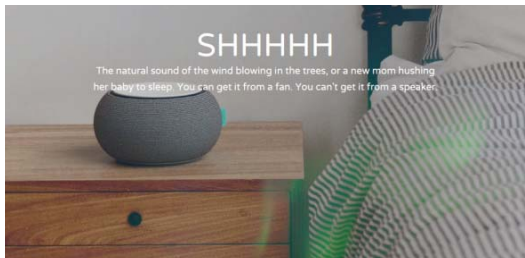 SHHHHH
The natural sound of the wind blowing in the trees, or a new mom hushing
her baby to sleep. You can get it from a fan. You can't get it from a speaker.